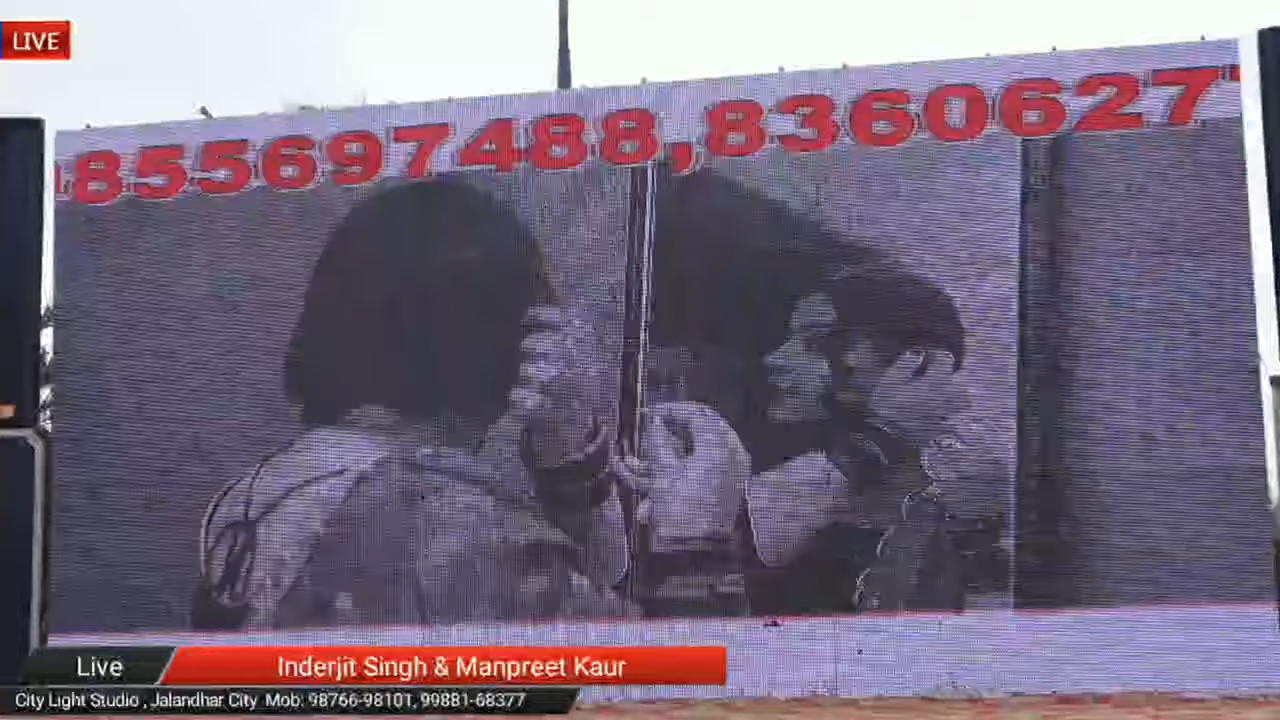 LIVE
855697488,8360627
Live
Inderjit Singh & Manpreet Kaur
City Light Studio , Jalandhar City Mob: 98766-98101, 99881-68377